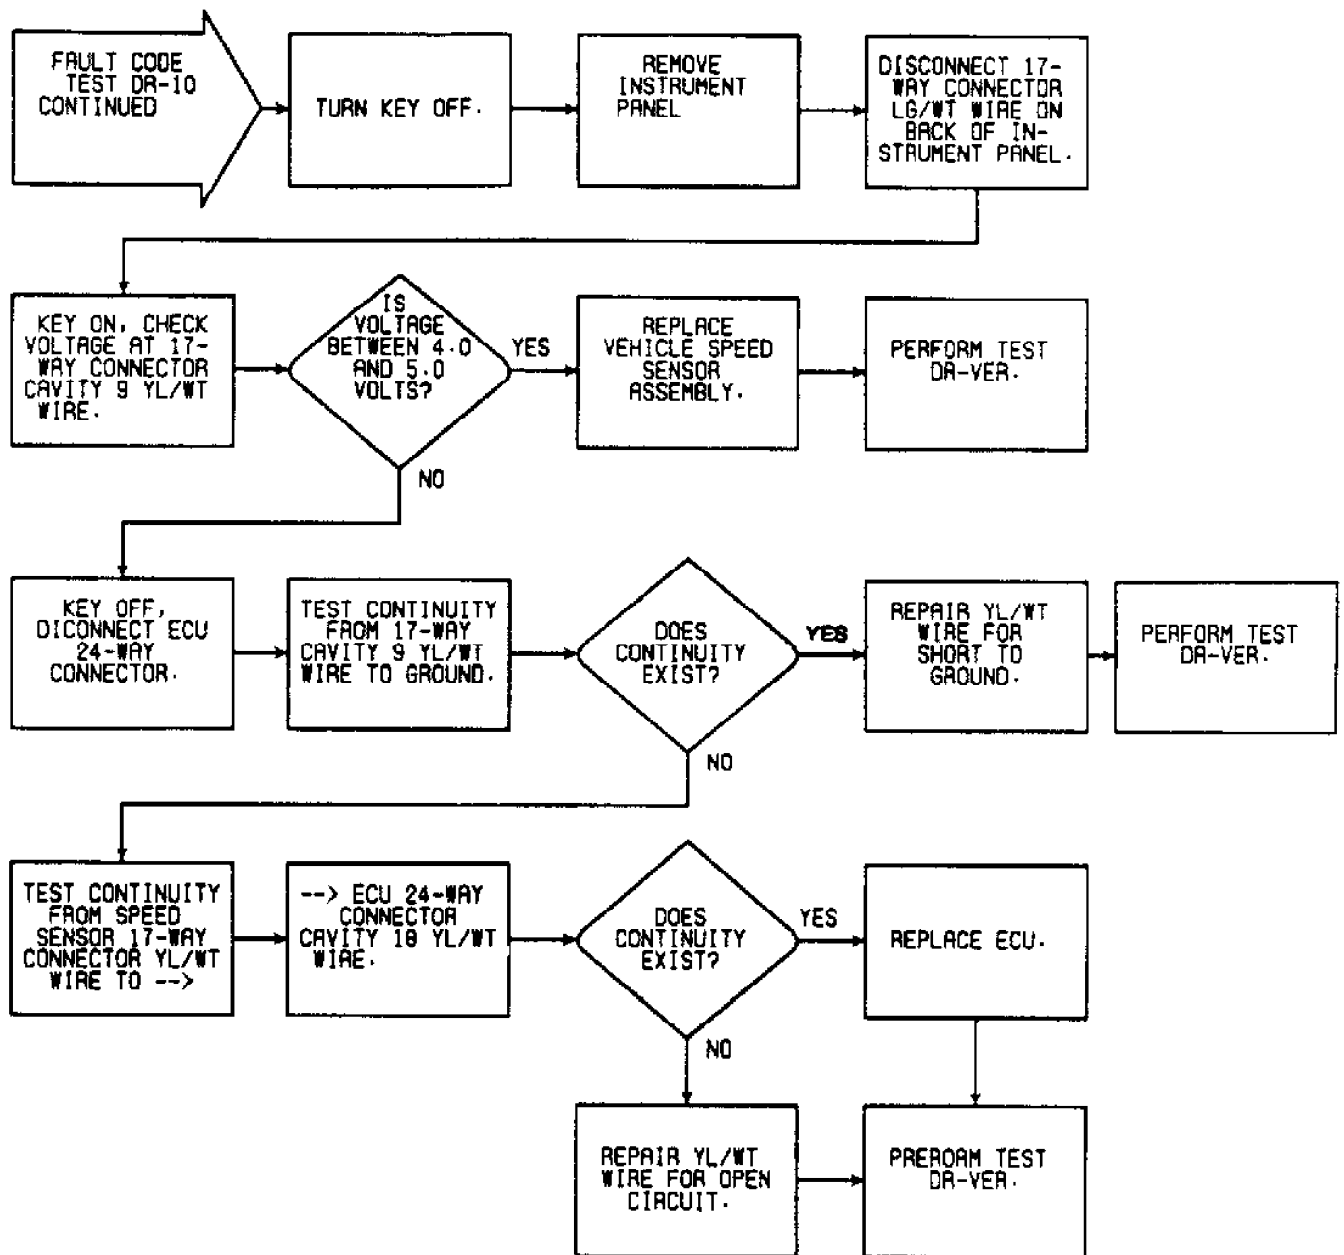 FAULT CODE
TEST DR-10
CONTINUED
TURN KEY OFF.
REMOVE
INSTRUMENT
PANEL
DISCONNECT 17-
WAY CONNECTOR
LG/WT WIRE ON
BACK OF IN-
STRUMENT PANEL.
KEY ON, CHECK
VOLTAGE AT 17-
WAY CONNECTOR
CAVITY 9 YL/WT
WIRE.
IS
VOLTAGE
BETWEEN 4.0
AND 5.0
VOLTS?
YES
NO
REPLACE
VEHICLE SPEED
SENSOR
ASSEMBLY.
PERFORM TEST
DR-VER.
KEY OFF,
DICONNECT ECU
24-WAY
CONNECTOR.
TEST CONTINUITY
FROM 17-WAY
CAVITY 9 YL/WT
WIRE TO GROUND.
DOES
CONTINUITY
EXIST?
YES
NO
REPAIR YL/WT
WIRE FOR
SHORT TO
GROUND.
PERFORM TEST
DR-VER.
TEST CONTINUITY
FROM SPEED
SENSOR 17-WAY
CONNECTOR YL/WT
WIRE TO -->
--> ECU 24-WAY
CONNECTOR
CAVITY 18 YL/WT
WIRE.
DOES
CONTINUITY
EXIST?
YES
NO
REPLACE ECU.
REPAIR YL/WT
WIRE FOR OPEN
CIRCUIT.
PREROAM TEST
DR-VER.